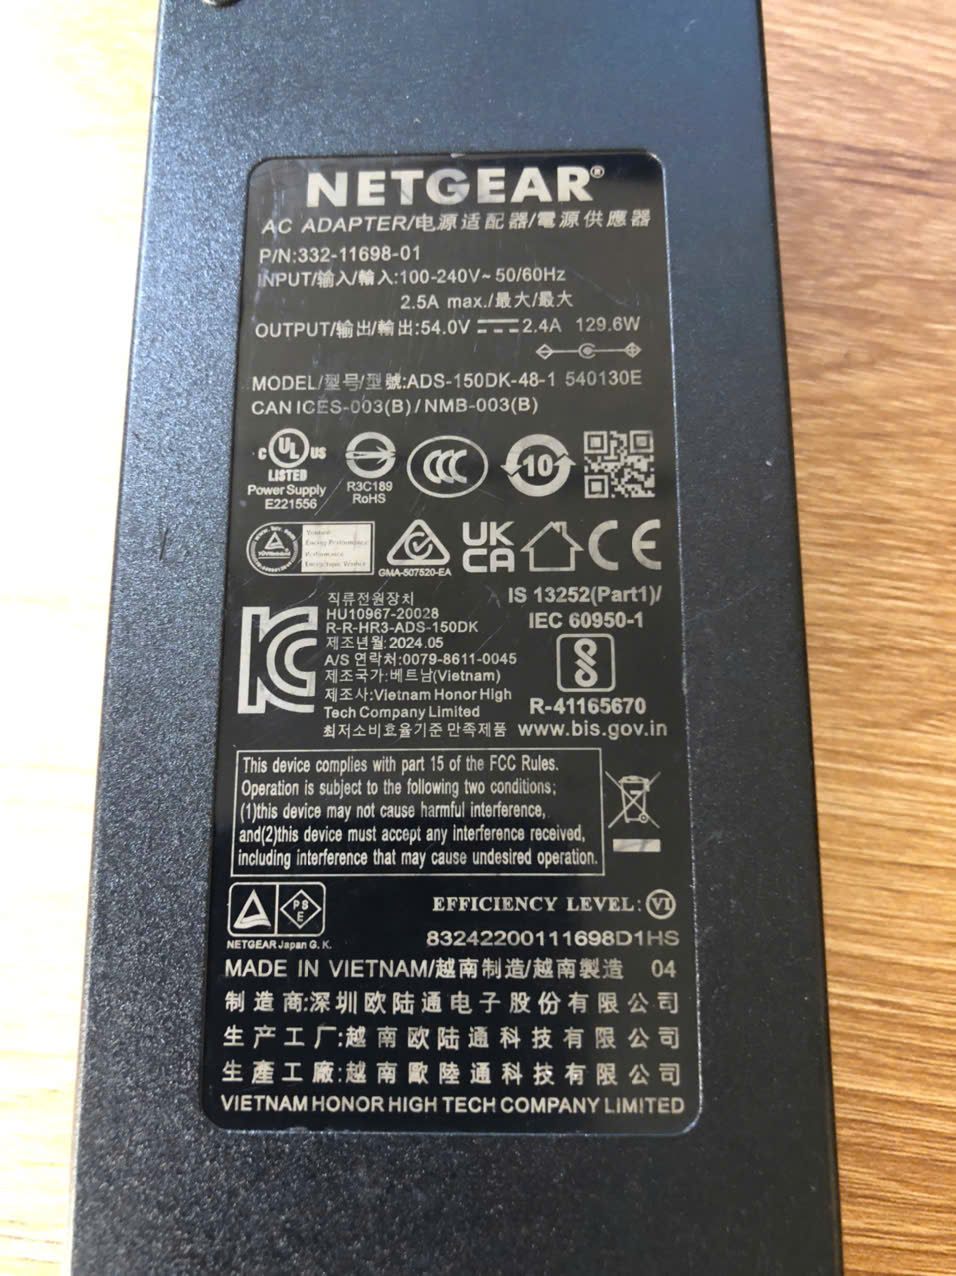 NETGEAR®
AC ADAPTER/电源适配器/電源供應器
P/N:332-11698-01
INPUT/输入/輸入:100-240V~50/60Hz
2.5A max./最大/最大
OUTPUT/输出/輸出:54.0V 2.4A 129.6W
MODEL/型号/型號:ADS-150DK-48-1 540130E
CAN ICES-003(B)/NMB-003(B)
c UL US
LISTED
Power Supply
E221556
R3C189
RoHS
CCC
10
GMA-507520-EA
UK
CA
CE
직류전원장치
HU10967-20028
R-R-HR3-ADS-150DK
제조년월:2024.05
A/S 연락처:0079-8611-0045
제조국가:베트남(Vietnam)
제조사:Vietnam Honor High
Tech Company Limited
최저소비효율기준 만족제품
IS 13252(Part1)/
IEC 60950-1
R-41165670
www.bis.gov.in
This device complies with part 15 of the FCC Rules.
Operation is subject to the following two conditions;
(1)this device may not cause harmful interference,
and(2)this device must accept any interference received,
including interference that may cause undesired operation.
PS
E
NETGEAR Japan G. K.
EFFICIENCY LEVEL: VI
83242200111698D1HS
MADE IN VIETNAM/越南制造/越南製造 04
制造商:深圳欧陆通电子股份有限公司
生产工厂:越南欧陆通科技有限公司
生產工廠:越南歐陸通科技有限公司
VIETNAM HONOR HIGH TECH COMPANY LIMITED